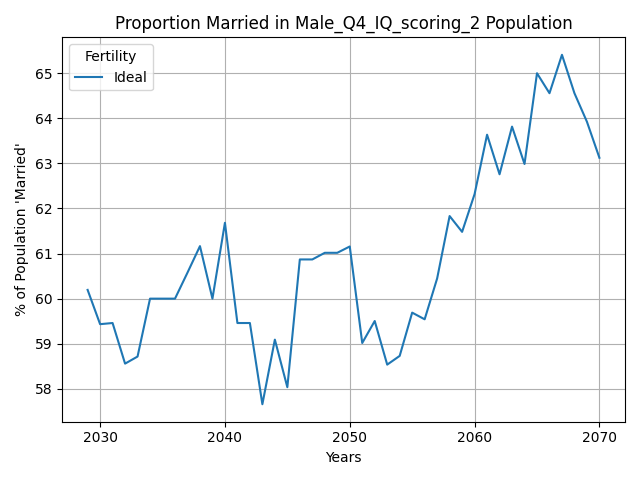 Proportion Married in Male_Q4_IQ_scoring_2 Population
Fertility
Ideal
% of Population 'Married'
65
64
63
62
61
60
59
58
2030 2040 2050 2060 2070
Years